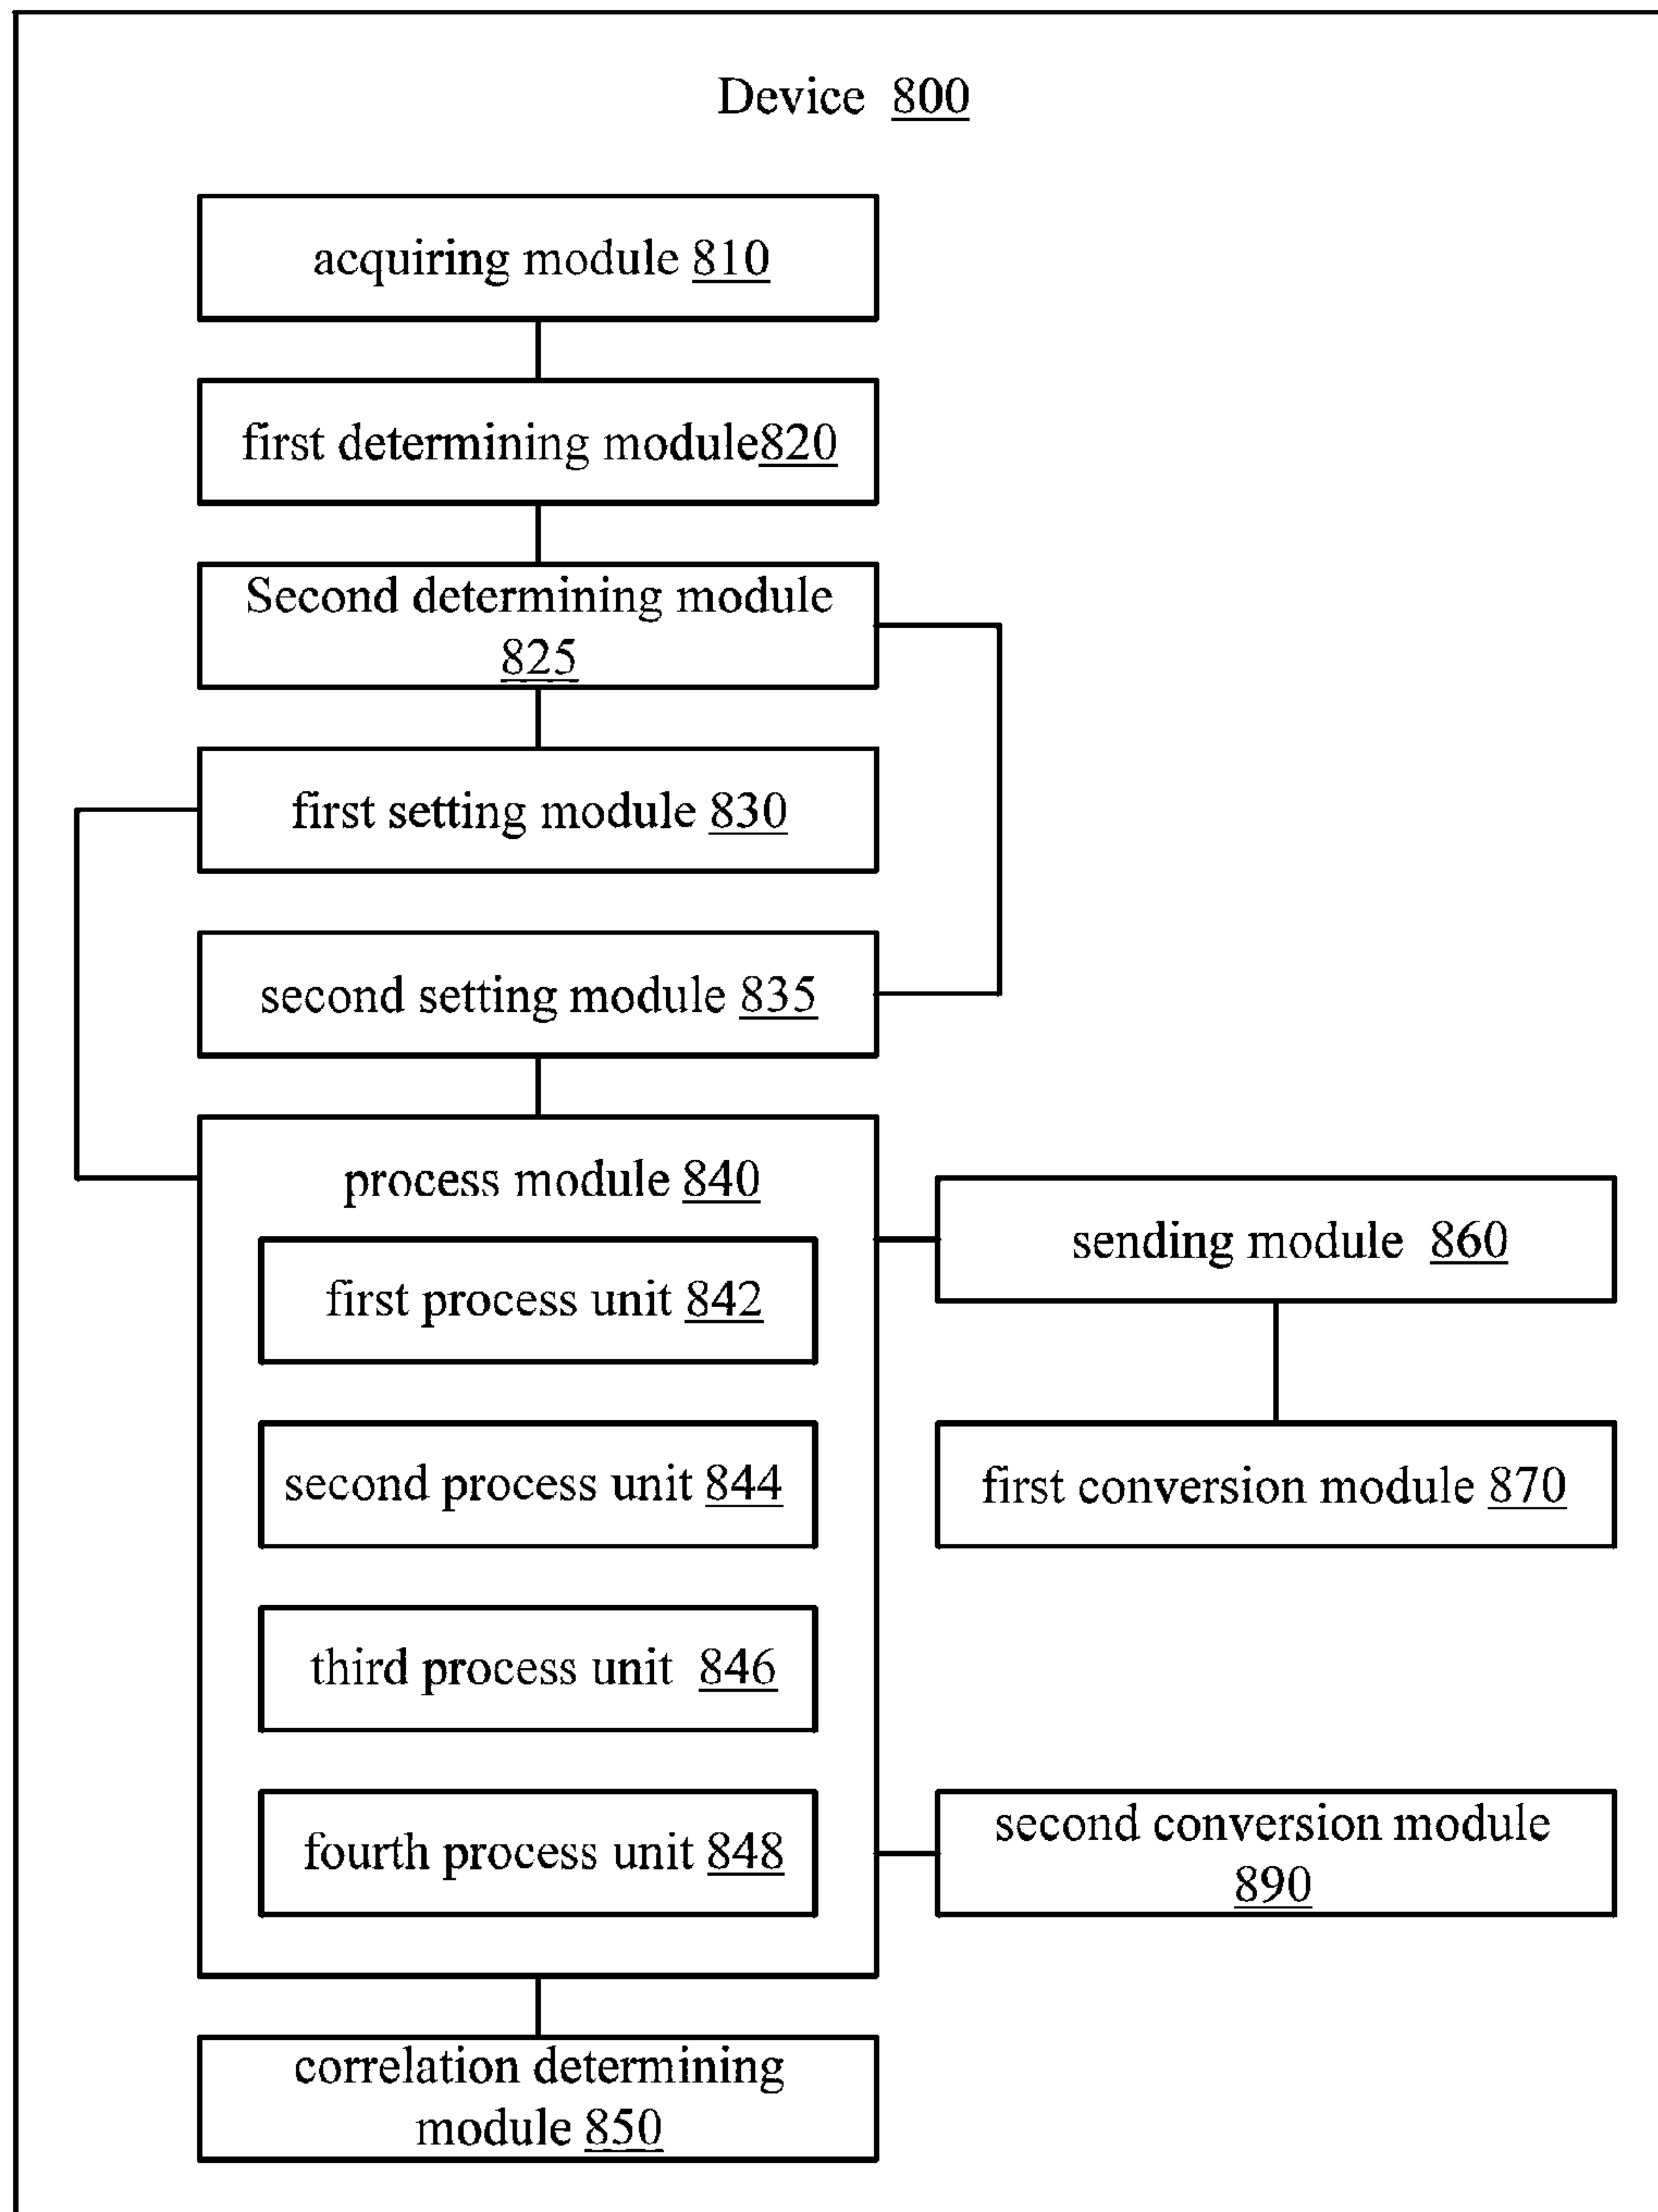 Device 800
acquiring module 810
first determining module820
Second determining module
825
first setting module 830
second setting module 835
process module 840
sending module 860
first process unit 842
second process unit 844
first conversion module 870
third process unit 846
fourth process unit 848
second conversion module
890
correlation determining
module 850